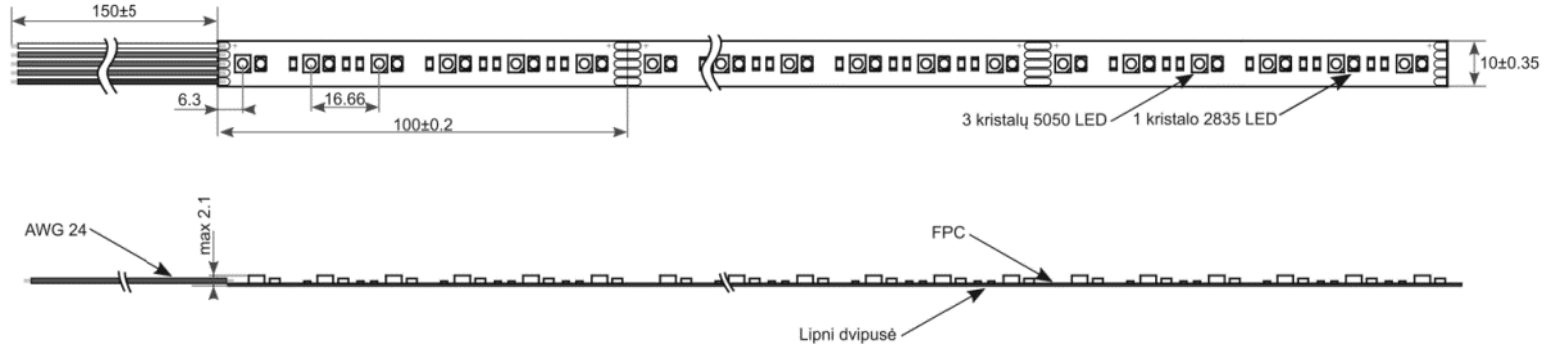 150±5
6.3
16.66
100±0.2
10±0.35
3 kristalų 5050 LED
1 kristalo 2835 LED
AWG 24
max 2.1
FPC
Lipni dvipusė